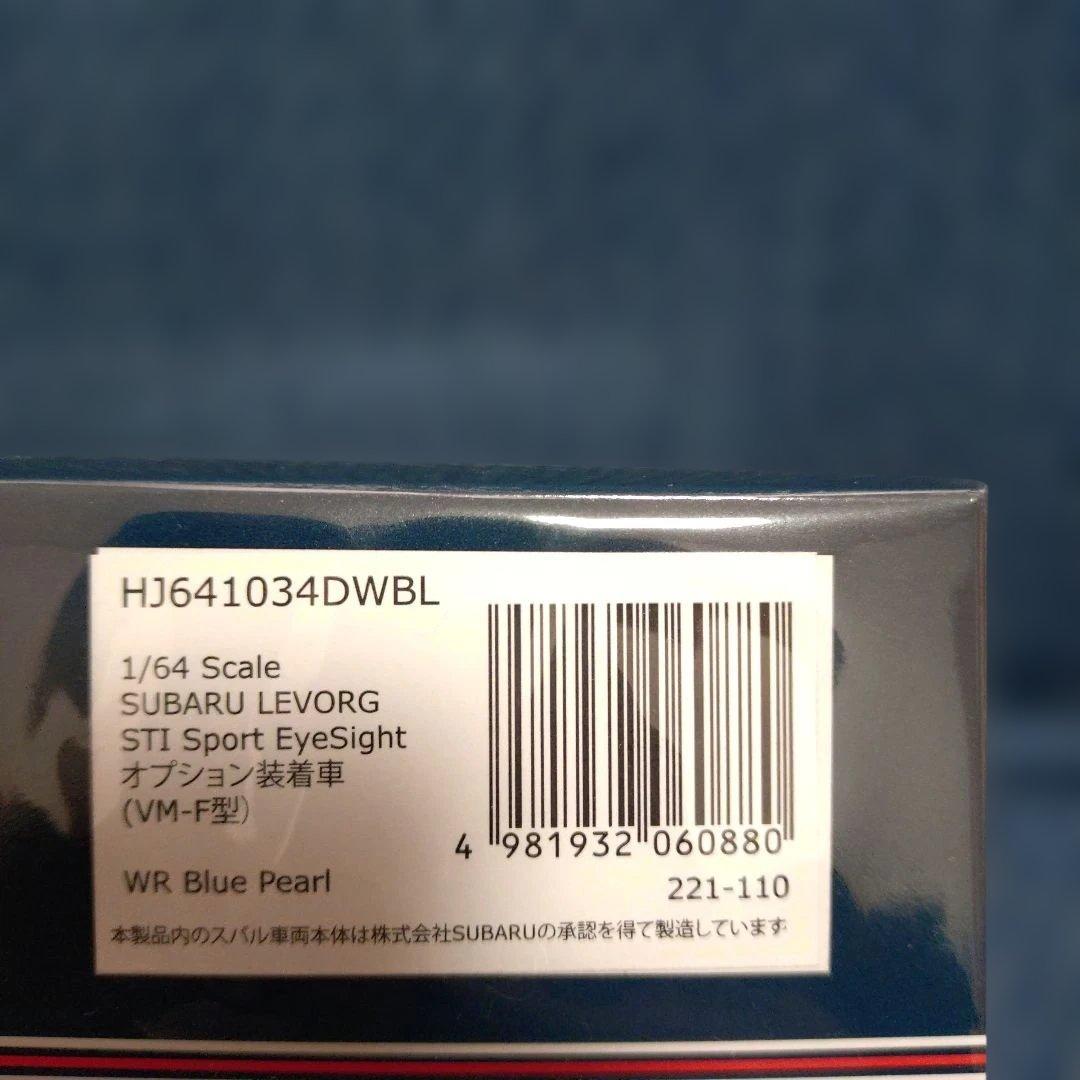 HJ641034DWBL
1/64 Scale
SUBARU LEVORG
STI Sport EyeSight
オプション装着車
(VM-F型)
4 981932 060880
WR Blue Pearl
221-110
本製品内のスバル車両本体は株式会社SUBARUの承認を得て製造しています